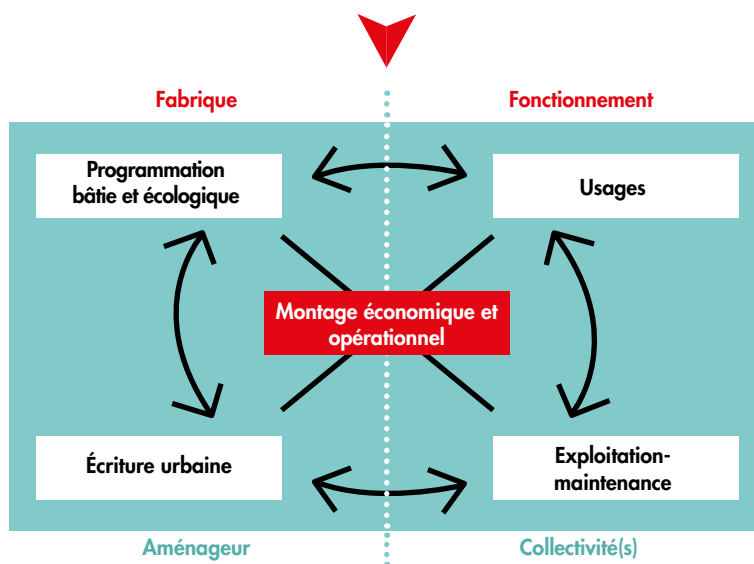 Fabrique
Fonctionnement
Programmation
bâtie et écologique
Usages
Montage économique et
opérationnel
Écriture urbaine
Exploitation-
maintenance
Aménageur
Collectivité(s)